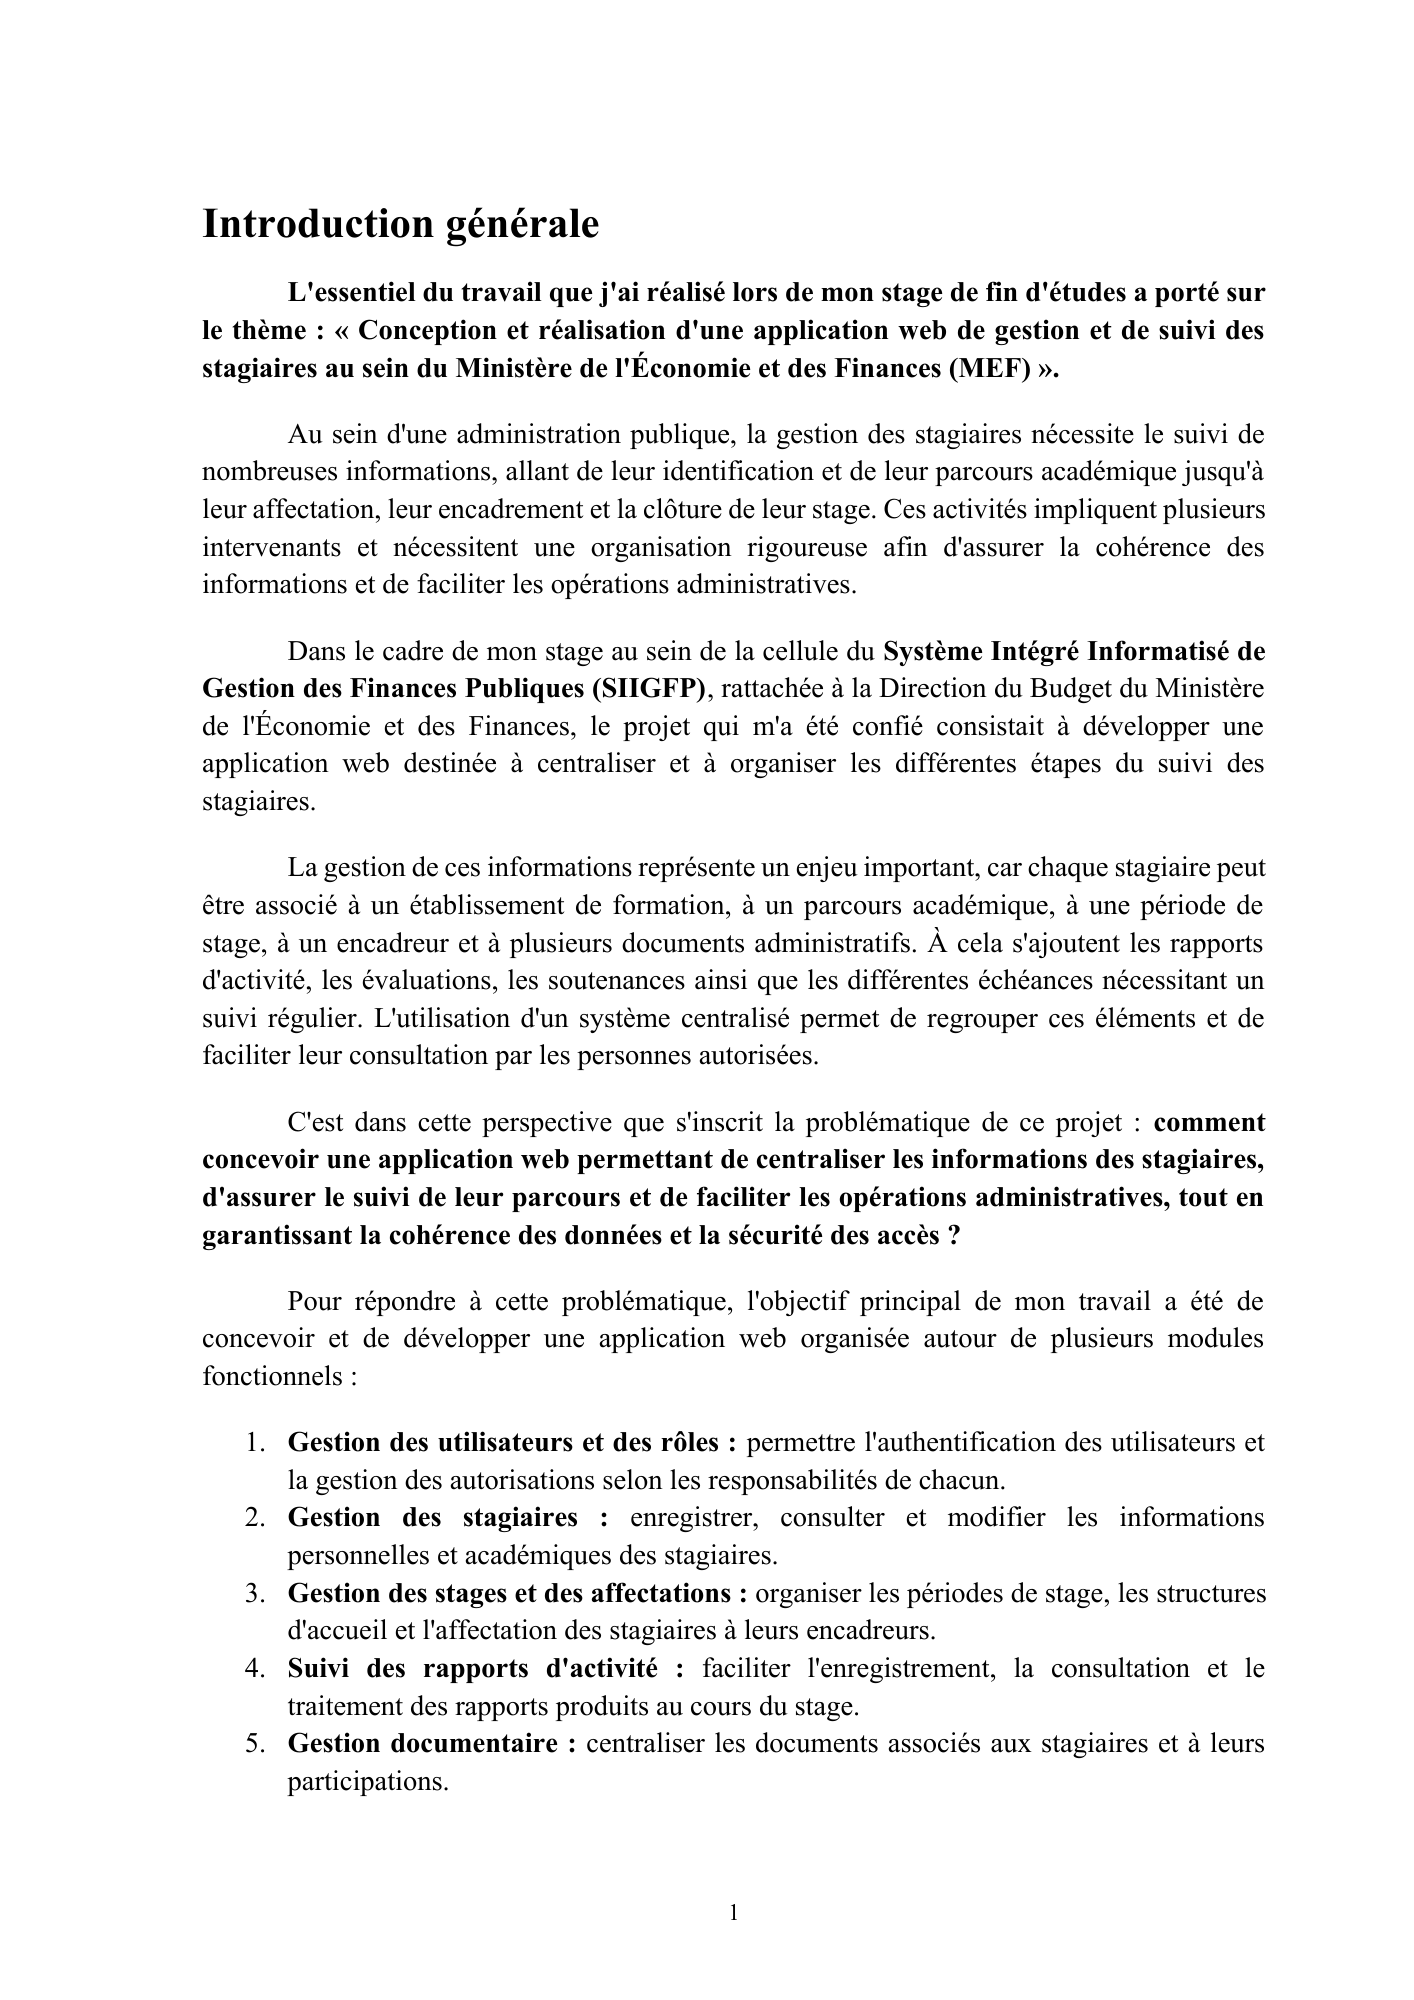 Introduction générale
L'essentiel du travail que j'ai réalisé lors de mon stage de fin d'études a porté sur
le thème : « Conception et réalisation d'une application web de gestion et de suivi des
stagiaires au sein du Ministère de l'Économie et des Finances (MEF) ».
Au sein d'une administration publique, la gestion des stagiaires nécessite le suivi de
nombreuses informations, allant de leur identification et de leur parcours académique jusqu'à
leur affectation, leur encadrement et la clôture de leur stage. Ces activités impliquent plusieurs
intervenants et nécessitent une organisation rigoureuse afin d'assurer la cohérence des
informations et de faciliter les opérations administratives.
Dans le cadre de mon stage au sein de la cellule du Système Intégré Informatisé de
Gestion des Finances Publiques (SIIGFP), rattachée à la Direction du Budget du Ministère
de l'Économie et des Finances, le projet qui m'a été confié consistait à développer une
application web destinée à centraliser et à organiser les différentes étapes du suivi des
stagiaires.
La gestion de ces informations représente un enjeu important, car chaque stagiaire peut
être associé à un établissement de formation, à un parcours académique, à une période de
stage, à un encadreur et à plusieurs documents administratifs. À cela s'ajoutent les rapports
d'activité, les évaluations, les soutenances ainsi que les différentes échéances nécessitant un
suivi régulier. L'utilisation d'un système centralisé permet de regrouper ces éléments et de
faciliter leur consultation par les personnes autorisées.
C'est dans cette perspective que s'inscrit la problématique de ce projet : comment
concevoir une application web permettant de centraliser les informations des stagiaires,
d'assurer le suivi de leur parcours et de faciliter les opérations administratives, tout en
garantissant la cohérence des données et la sécurité des accès ?
Pour répondre à cette problématique, l'objectif principal de mon travail a été de
concevoir et de développer une application web organisée autour de plusieurs modules
fonctionnels :
1. Gestion des utilisateurs et des rôles : permettre l'authentification des utilisateurs et
la gestion des autorisations selon les responsabilités de chacun.
2. Gestion des stagiaires : enregistrer, consulter et modifier les informations
personnelles et académiques des stagiaires.
3. Gestion des stages et des affectations : organiser les périodes de stage, les structures
d'accueil et l'affectation des stagiaires à leurs encadreurs.
4. Suivi des rapports d'activité : faciliter l'enregistrement, la consultation et le
traitement des rapports produits au cours du stage.
5. Gestion documentaire : centraliser les documents associés aux stagiaires et à leurs
participations.
1